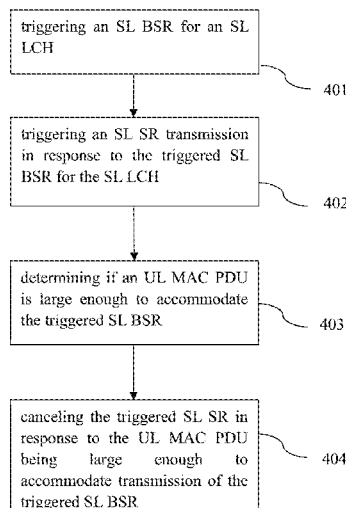 triggering an SL BSR for an SL
LCH
401
triggering an SL SR transmission
in response to the triggered SL
BSR for the SL LCH
402
determining if an UL MAC PDU
is large enough to accommodate
the triggered SL BSR
403
canceling the triggered SL SR in
response to the UL MAC PDU
being large enough to
accommodate transmission of the
triggered SL BSR
404